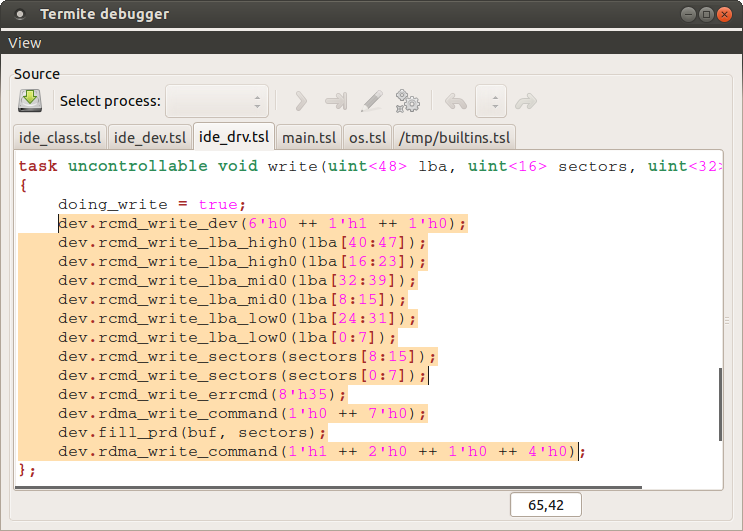 Termite debugger
View
Source
Select process:
ide_class.tsl ide_dev.tsl ide_drv.tsl main.tsl os.tsl /tmp/builtins.tsl
task uncontrollable void write(uint<48> lba, uint<16> sectors, uint<32>
{
    doing_write = true;
    dev.rcmd_write_dev(6'h0 ++ 1'h1 ++ 1'h0);
    dev.rcmd_write_lba_high0(lba[40:47]);
    dev.rcmd_write_lba_high0(lba[16:23]);
    dev.rcmd_write_lba_mid0(lba[32:39]);
    dev.rcmd_write_lba_mid0(lba[8:15]);
    dev.rcmd_write_lba_low0(lba[24:31]);
    dev.rcmd_write_lba_low0(lba[0:7]);
    dev.rcmd_write_sectors(sectors[8:15]);
    dev.rcmd_write_sectors(sectors[0:7]);
    dev.rcmd_write_errcmd(8'h35);
    dev.rdma_write_command(1'h0 ++ 7'h0);
    dev.fill_prd(buf, sectors);
    dev.rdma_write_command(1'h1 ++ 2'h0 ++ 1'h0 ++ 4'h0);
};
65,42